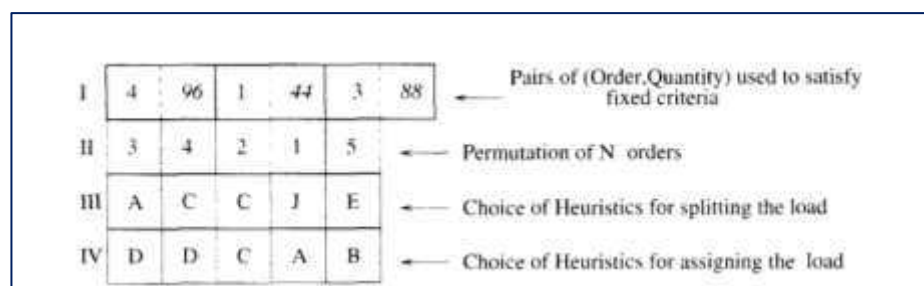 I 4 96 1 44 3 88 Pairs of (Order,Quantity) used to satisfy
fixed criteria
II 3 4 2 1 5 Permutation of N orders
III A C C J E Choice of Heuristics for splitting the load
IV D D C A B Choice of Heuristics for assigning the load